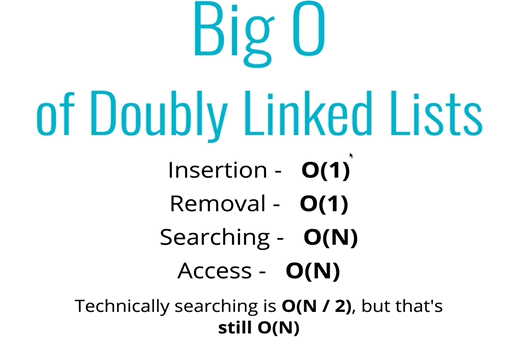 Big O
of Doubly Linked Lists
Insertion - O(1)
Removal - O(1)
Searching - O(N)
Access - O(N)
Technically searching is O(N / 2), but that's
still O(N)